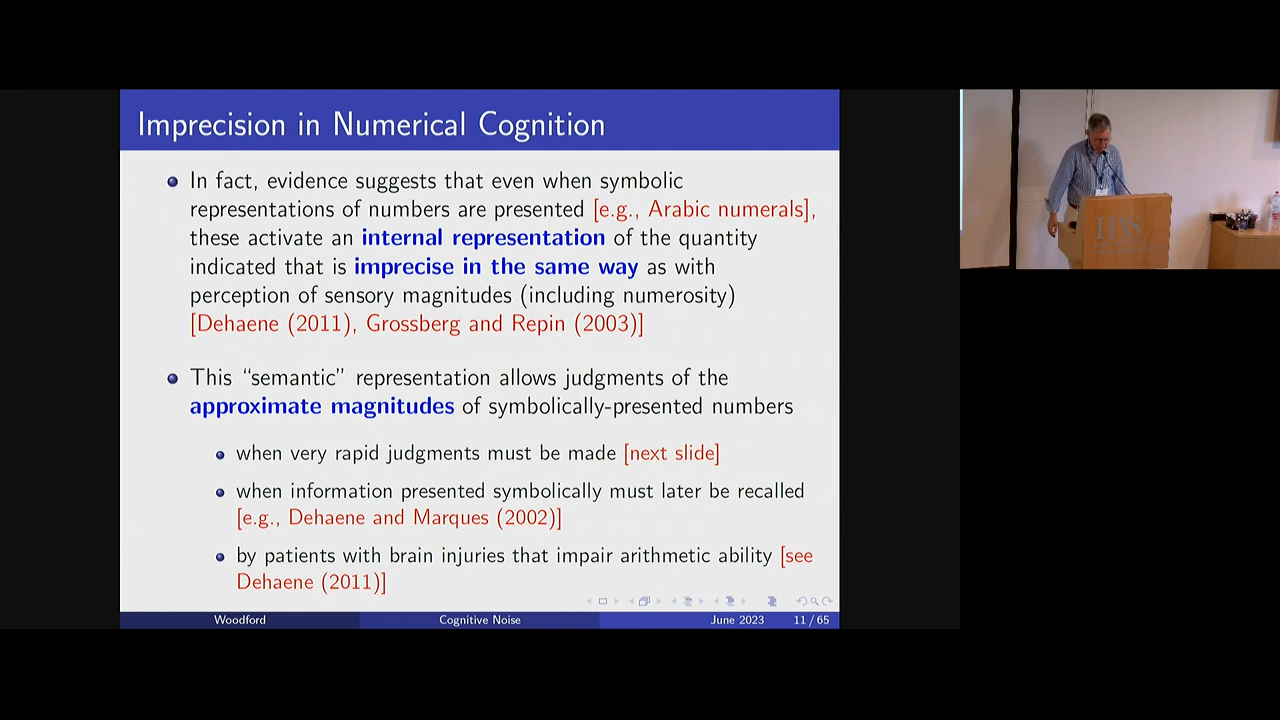 Imprecision in Numerical Cognition
In fact, evidence suggests that even when symbolic
representations of numbers are presented [e.g., Arabic numerals],
these activate an internal representation of the quantity
indicated that is imprecise in the same way as with
perception of sensory magnitudes (including numerosity)
[Dehaene (2011), Grossberg and Repin (2003)]
This “semantic” representation allows judgments of the
approximate magnitudes of symbolically-presented numbers
when very rapid judgments must be made [next slide]
when information presented symbolically must later be recalled
[e.g., Dehaene and Marques (2002)]
by patients with brain injuries that impair arithmetic ability [see
Dehaene (2011)]
Woodford Cognitive Noise June 2023 11 / 65